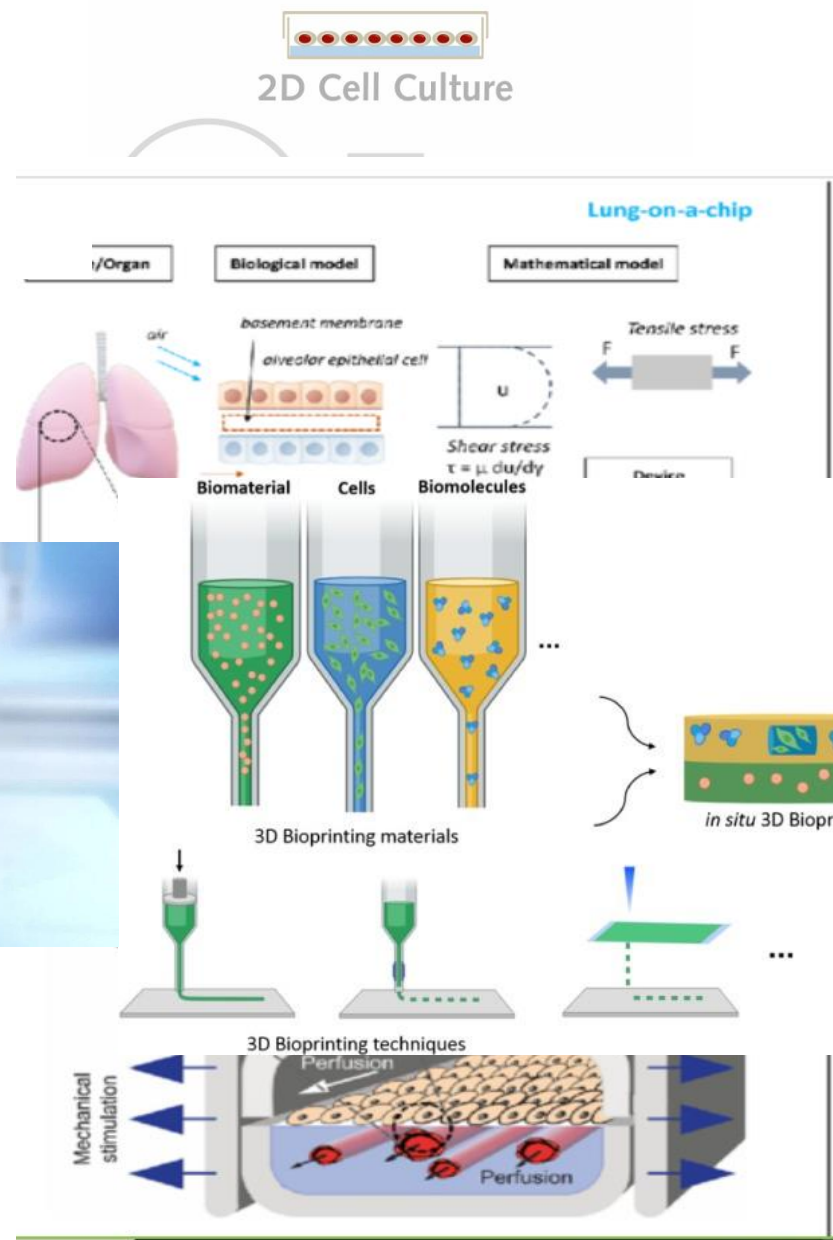 2D Cell Culture
Lung-on-a-chip
/Organ
Biological model
Mathematical model
air
basement membrane
alveolar epithelial cell
Tensile stress
F
F
U
Shear stress
τ = μ du/dy
Device
Biomaterial
Cells
Biomolecules
...
3D Bioprinting materials
in situ 3D Biopr
...
3D Bioprinting techniques
Mechanical
stimulation
Perfusion
Perfusion